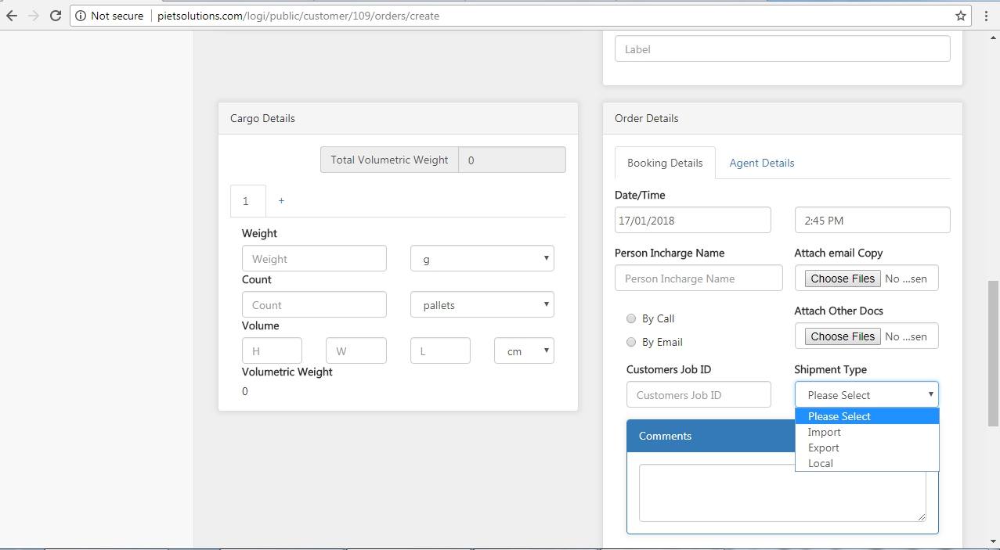 Not secure pietsolutions.com/logi/public/customer/109/orders/create
Label
Cargo Details
Total Volumetric Weight 0
1 +
Weight
Weight g
Count
Count pallets
Volume
H W L cm
Volumetric Weight
0
Order Details
Booking Details Agent Details
Date/Time
17/01/2018 2:45 PM
Person Incharge Name Attach email Copy
Person Incharge Name Choose Files No ...sen
By Call Attach Other Docs
By Email Choose Files No ...sen
Customers Job ID Shipment Type
Customers Job ID Please Select
Please Select
Import
Export
Local
Comments